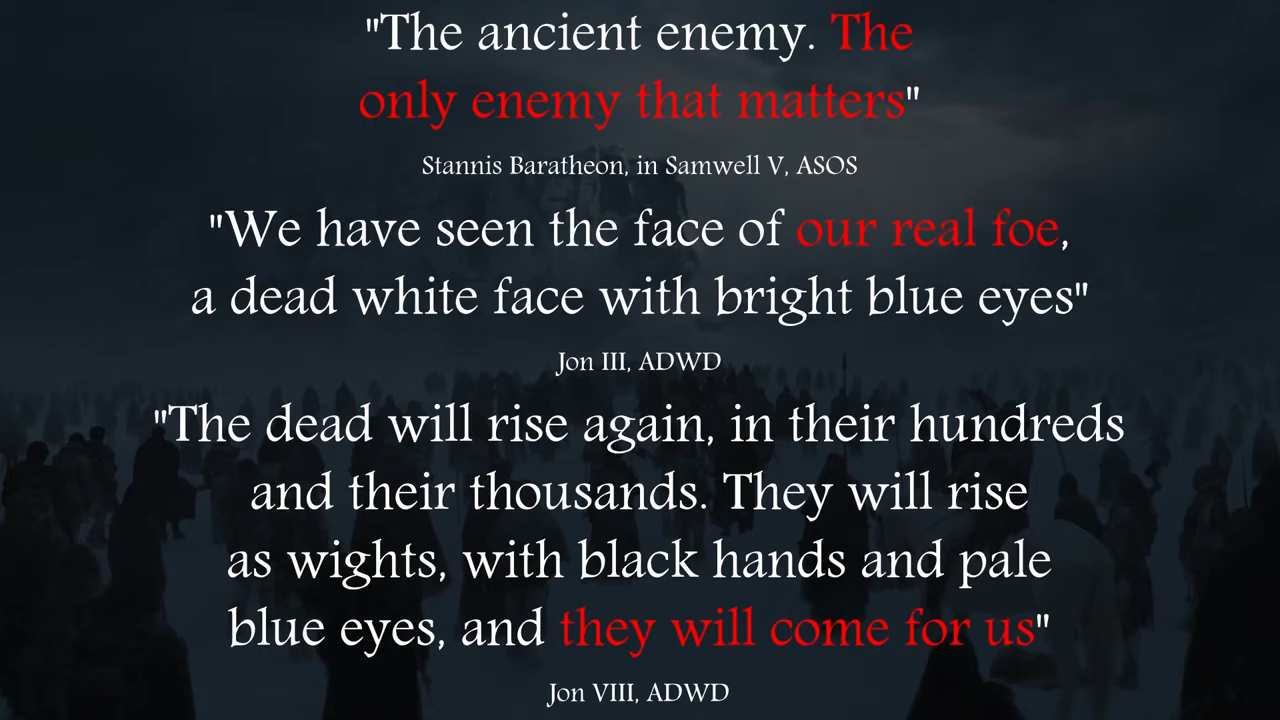 "The ancient enemy. The
only enemy that matters"
Stannis Baratheon, in Samwell V, ASOS
"We have seen the face of our real foe,
a dead white face with bright blue eyes"
Jon III, ADWD
"The dead will rise again, in their hundreds
and their thousands. They will rise
as wights, with black hands and pale
blue eyes, and they will come for us"
Jon VIII, ADWD